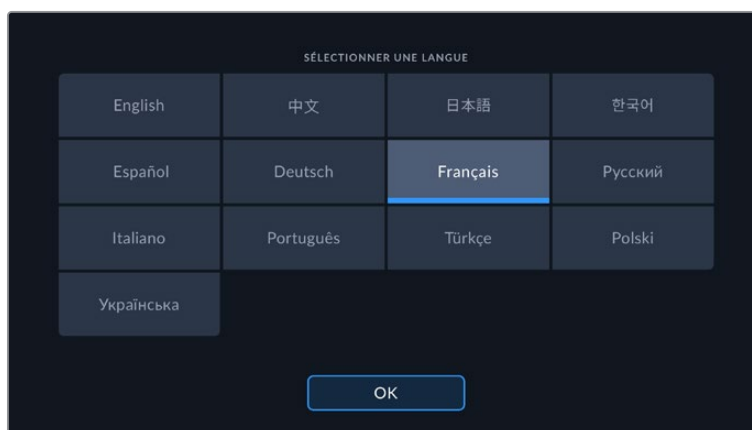 SÉLECTIONNER UNE LANGUE
English 中文 日本語 한국어
Español Deutsch Français Русский
Italiano Português Türkçe Polski
Українська
OK